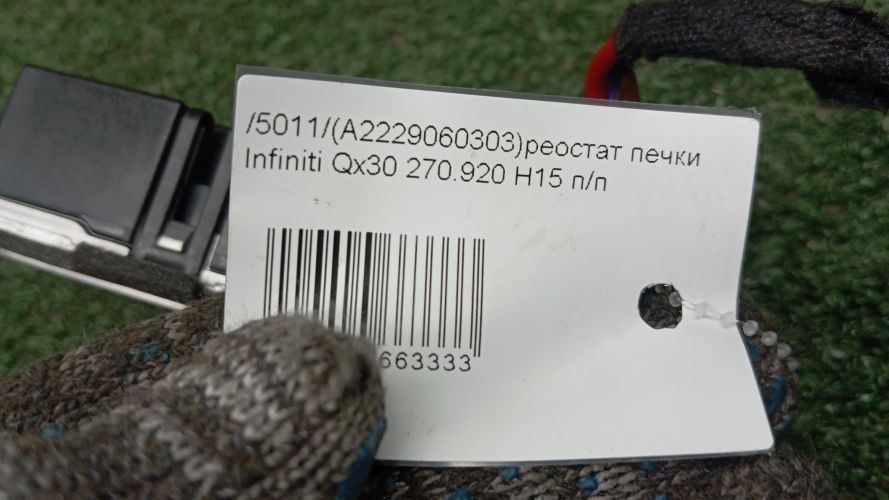 /5011/(A2229060303)реостат печки
Infiniti Qx30 270.920 H15 п/п
663333